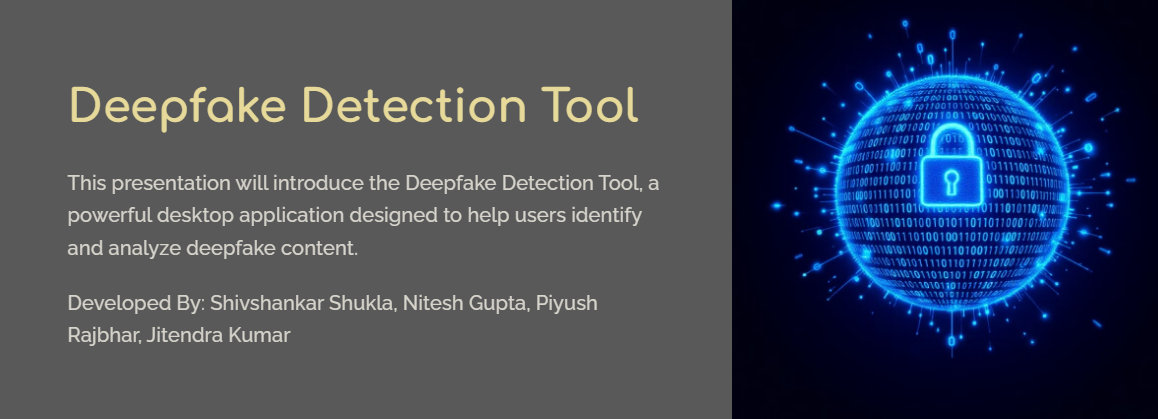 Deepfake Detection Tool
This presentation will introduce the Deepfake Detection Tool, a
powerful desktop application designed to help users identify
and analyze deepfake content.
Developed By: Shivshankar Shukla, Nitesh Gupta, Piyush
Rajbhar, Jitendra Kumar